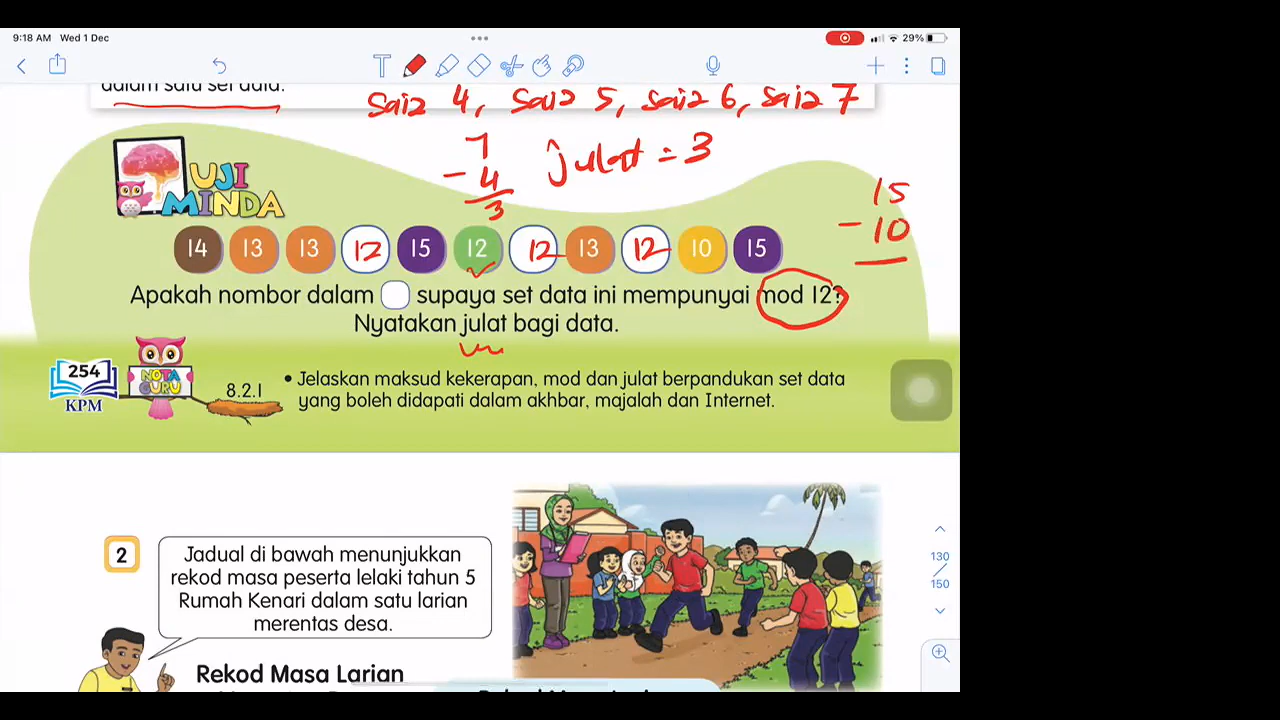 9:18 AM Wed 1 Dec
29%
dalam satu set data.
Saiz 4, Saiz 5, Saiz 6, Saiz 7
7
- 4
3
julat = 3
15
- 10
UJI
MINDA
14 13 13 12 15 12 12 13 12 10 15
Apakah nombor dalam supaya set data ini mempunyai mod 12?
Nyatakan julat bagi data.
254
KPM
NOTA
GURU
8.2.1
• Jelaskan maksud kekerapan, mod dan julat berpandukan set data
yang boleh didapati dalam akhbar, majalah dan Internet.
2
Jadual di bawah menunjukkan
rekod masa peserta lelaki tahun 5
Rumah Kenari dalam satu larian
merentas desa.
Rekod Masa Larian
130
150